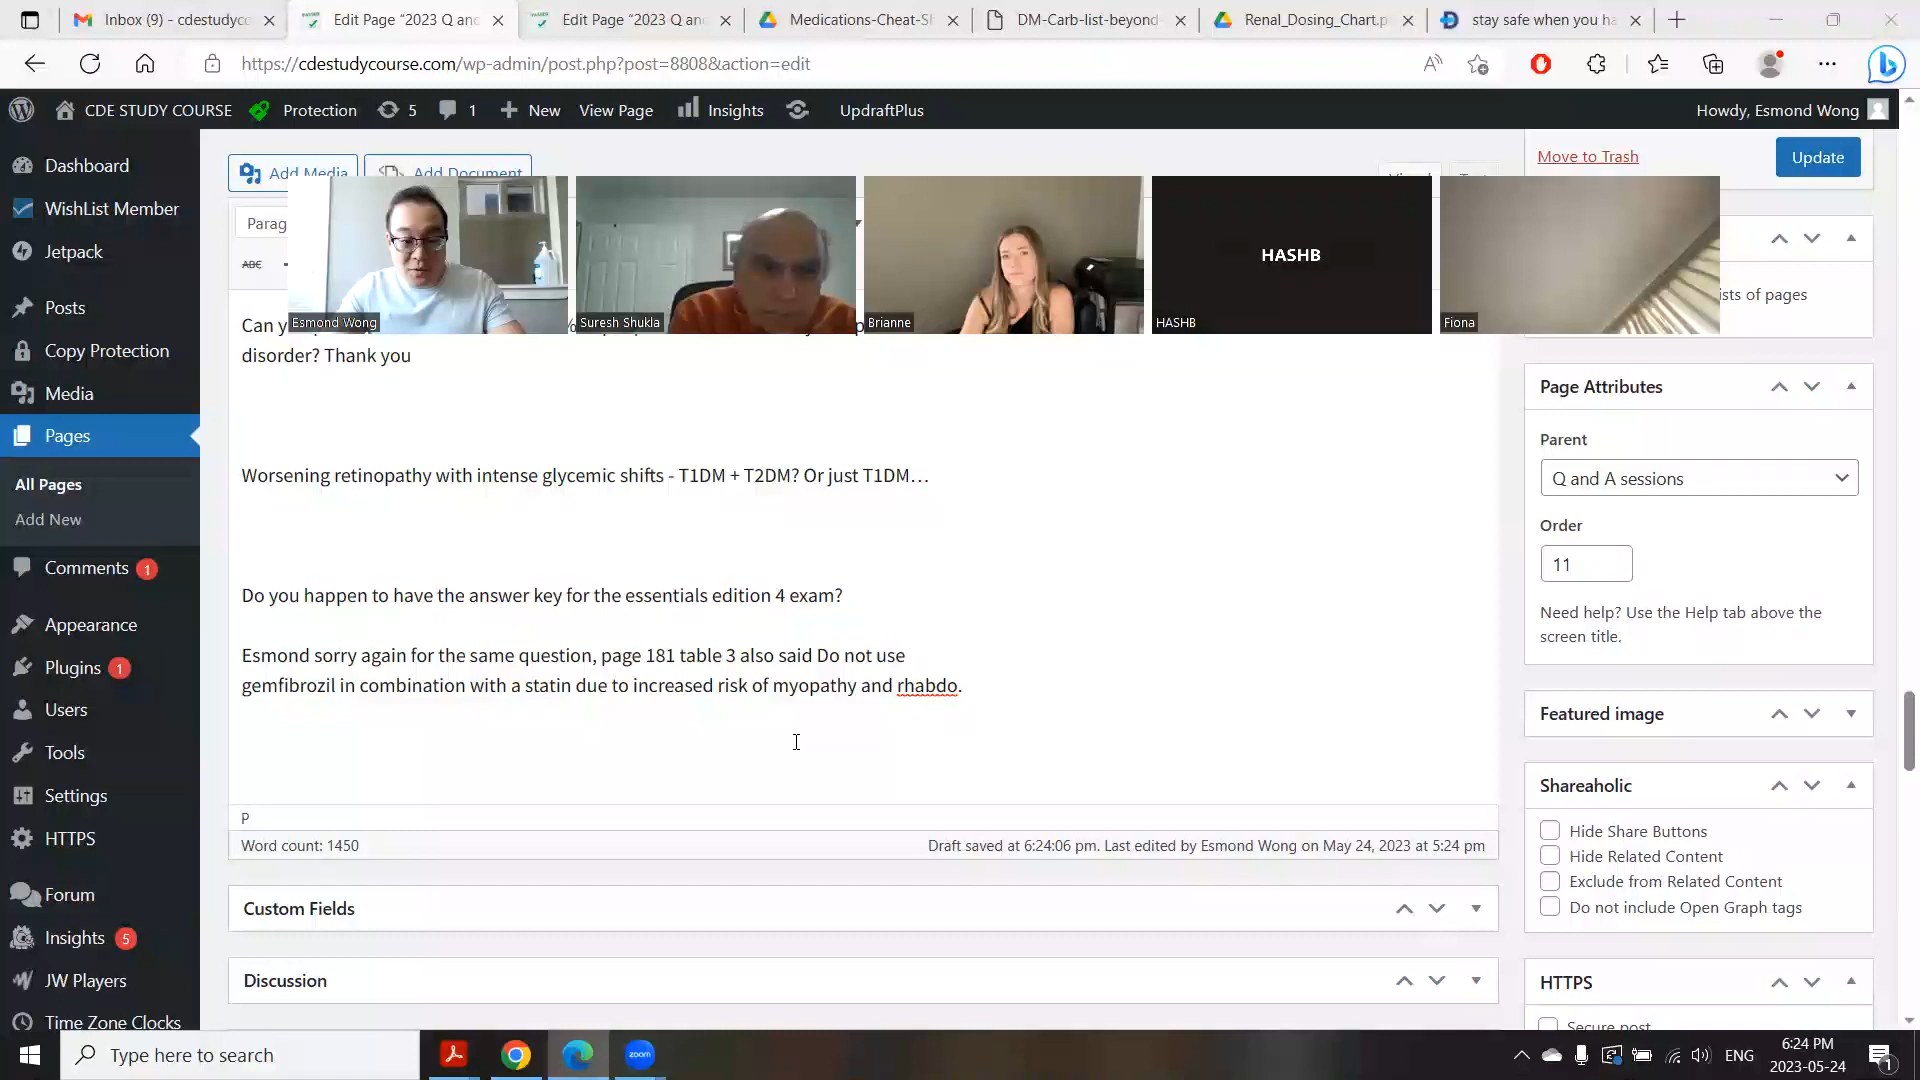 Inbox (9) - cdestudyco
Edit Page “2023 Q and
Edit Page “2023 Q and
Medications-Cheat-S
DM-Carb-list-beyond-
Renal_Dosing_Chart.p
stay safe when you ha
https://cdestudycourse.com/wp-admin/post.php?post=8808&action=edit
CDE STUDY COURSE
Protection
5
1
New
View Page
Insights
UpdraftPlus
Howdy, Esmond Wong
Dashboard
WishList Member
Jetpack
Posts
Copy Protection
Media
Pages
All Pages
Add New
Comments 1
Appearance
Plugins 1
Users
Tools
Settings
HTTPS
Forum
Insights 5
JW Players
Time Zone Clocks
Add Media
Add Document
Parag
ABC
Esmond Wong
Suresh Shukla
Brianne
HASHB
HASHB
Fiona
Can y
disorder? Thank you
Worsening retinopathy with intense glycemic shifts - T1DM + T2DM? Or just T1DM…
Do you happen to have the answer key for the essentials edition 4 exam?
Esmond sorry again for the same question, page 181 table 3 also said Do not use
gemfibrozil in combination with a statin due to increased risk of myopathy and rhabdo.
P
Word count: 1450
Draft saved at 6:24:06 pm. Last edited by Esmond Wong on May 24, 2023 at 5:24 pm
Custom Fields
Discussion
Move to Trash
Update
ists of pages
Page Attributes
Parent
Q and A sessions
Order
11
Need help? Use the Help tab above the
screen title.
Featured image
Shareaholic
Hide Share Buttons
Hide Related Content
Exclude from Related Content
Do not include Open Graph tags
HTTPS
Secure post
Type here to search
zoom
ENG
6:24 PM
2023-05-24
1